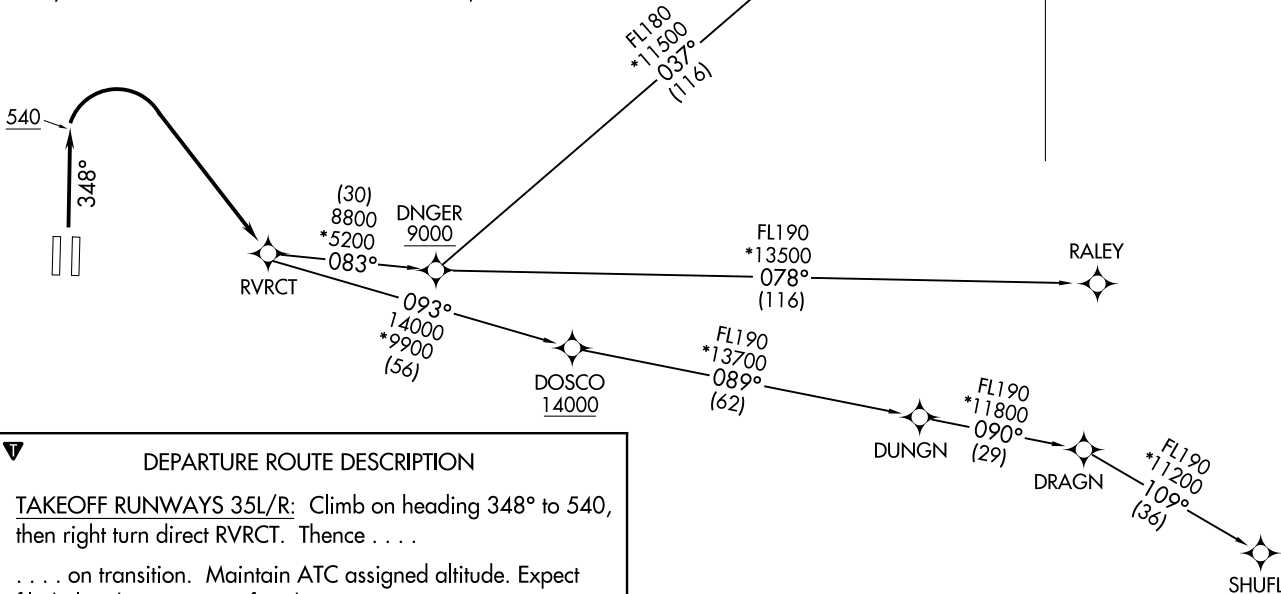 FL180
*11500
037°
(116)
540
348°
(30)
8800
*5200
083°
DNGER
9000
RVRCT
FL190
*13500
078°
(116)
RALEY
093°
14000
*9900
(56)
DOSCO
14000
FL190
*13700
089°
(62)
DUNGN
FL190
*11800
090°
(29)
DRAGN
FL190
*11200
109°
(36)
SHUFL
T
DEPARTURE ROUTE DESCRIPTION
TAKEOFF RUNWAYS 35L/R: Climb on heading 348° to 540,
then right turn direct RVRCT. Thence . . . .
. . . . on transition. Maintain ATC assigned altitude. Expect